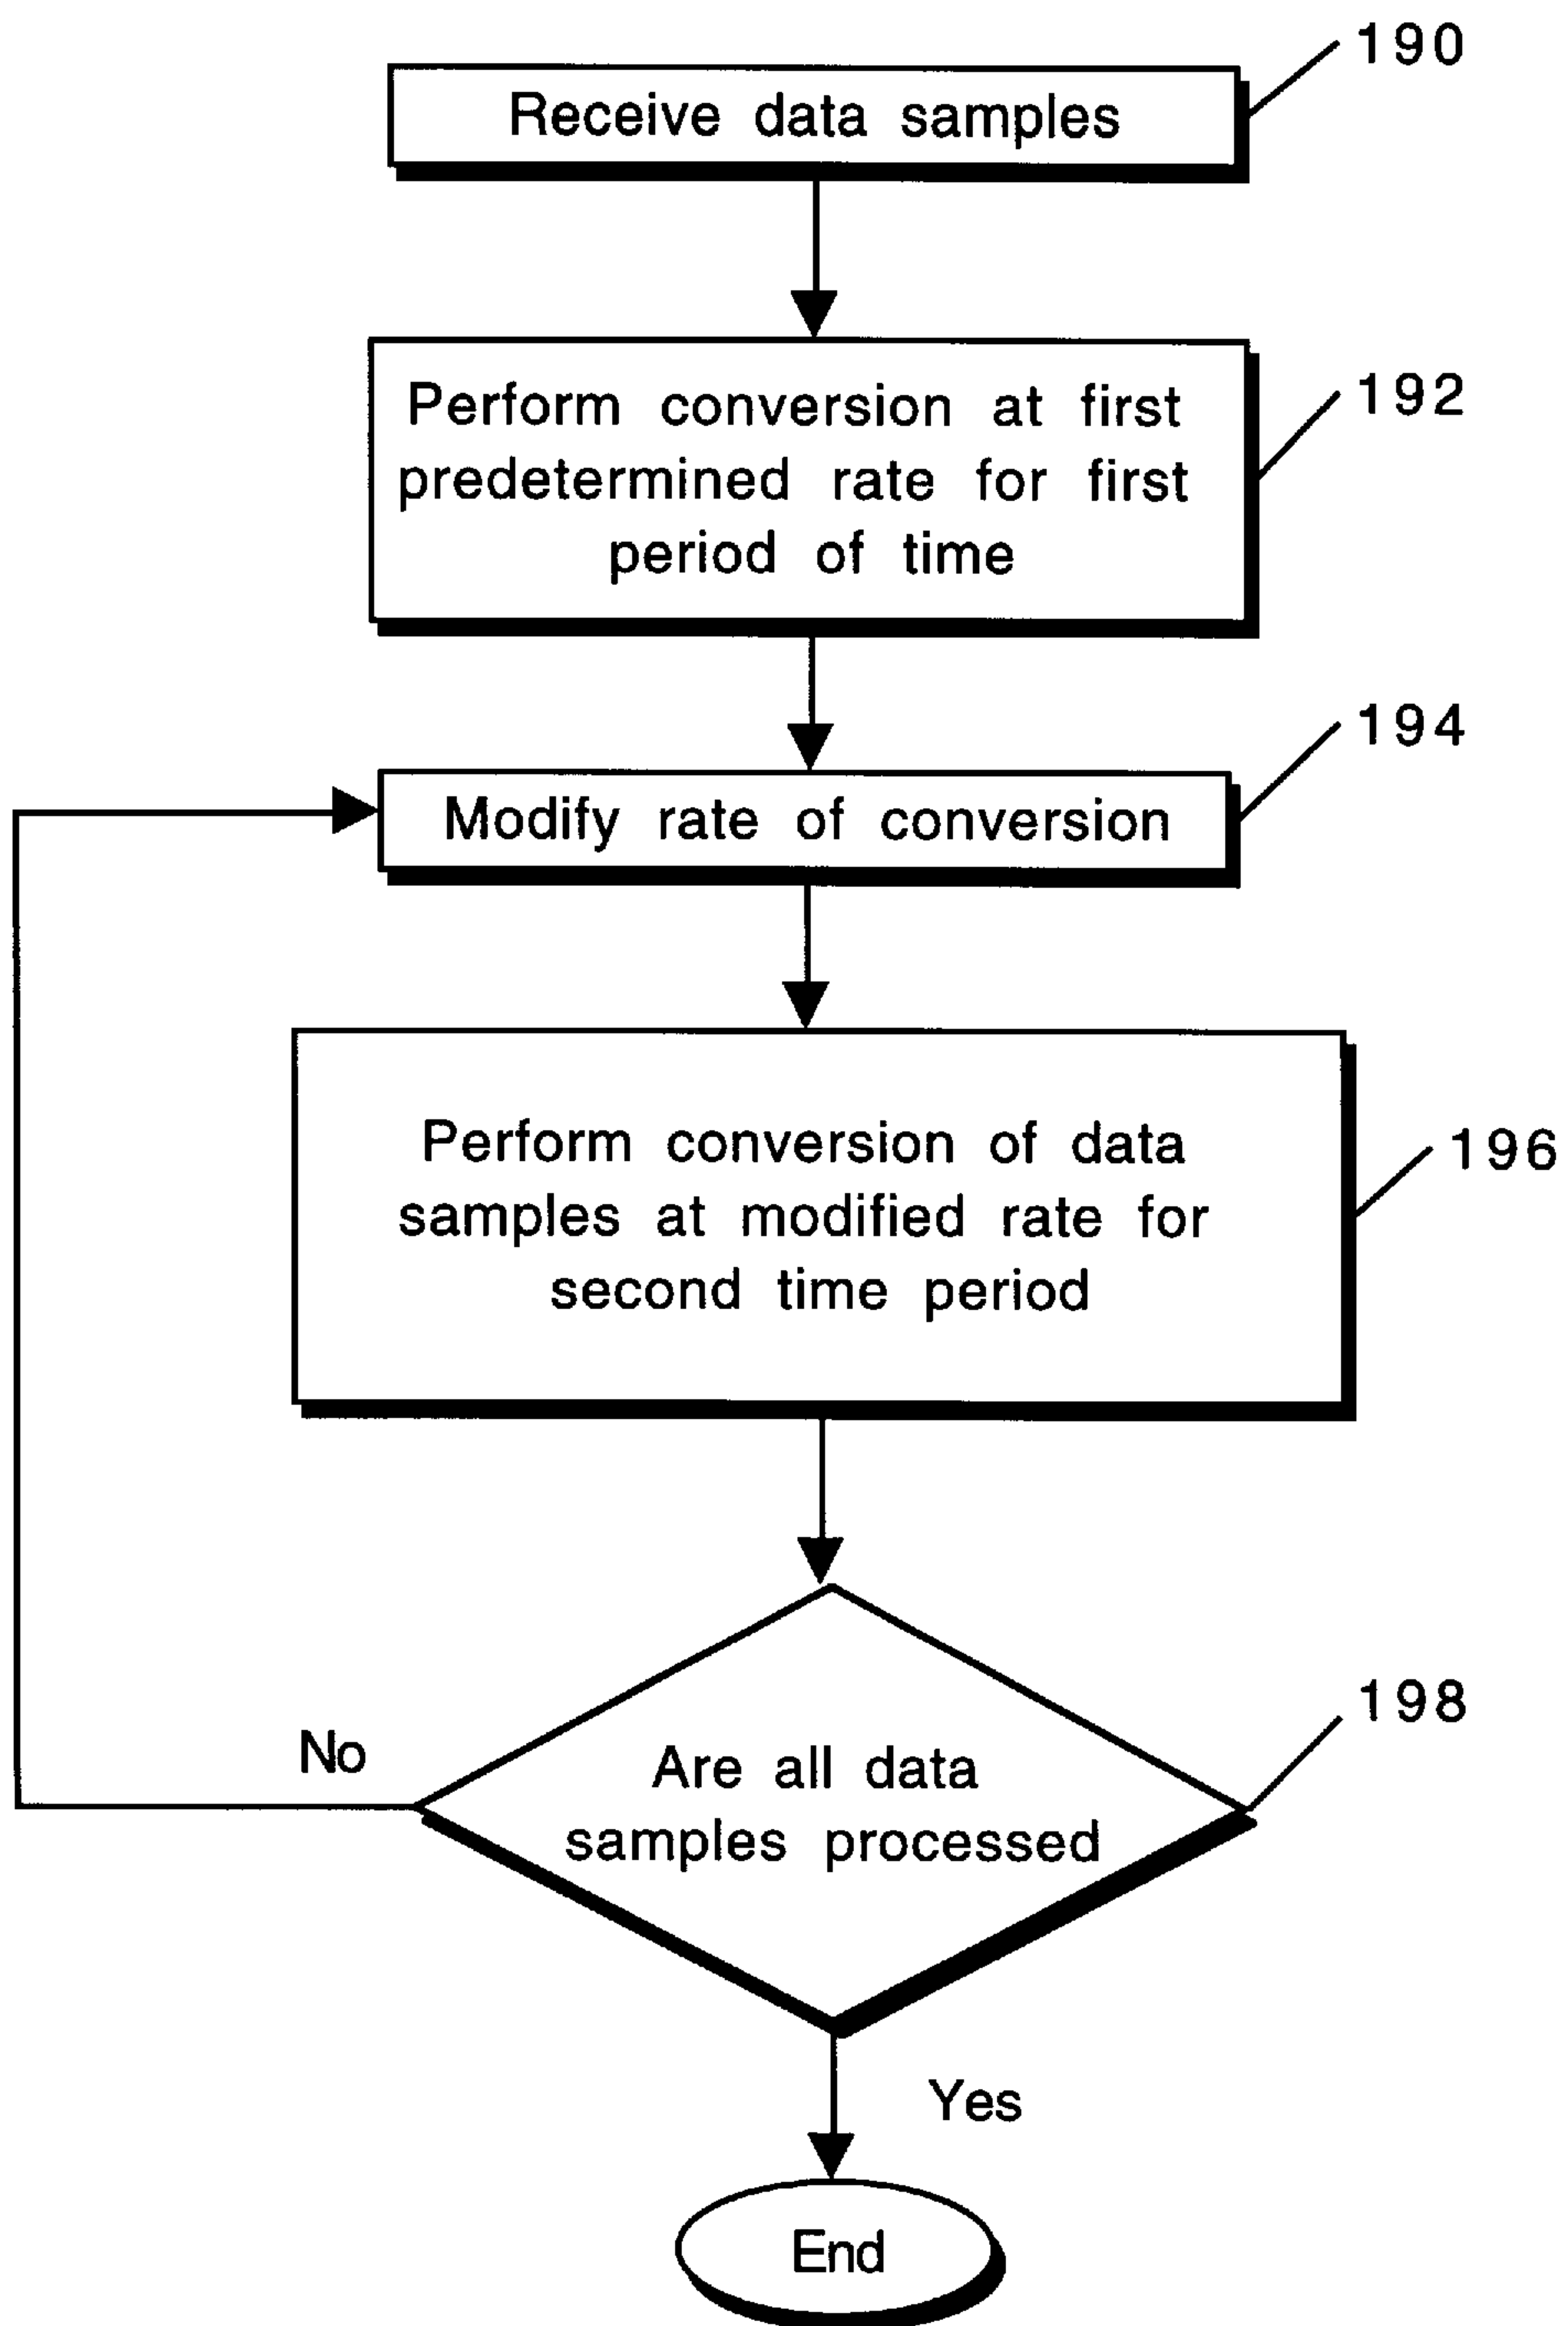 190
Receive data samples
192
Perform conversion at first
predetermined rate for first
period of time
194
Modify rate of conversion
196
Perform conversion of data
samples at modified rate for
second time period
198
No
Are all data
samples processed
Yes
End